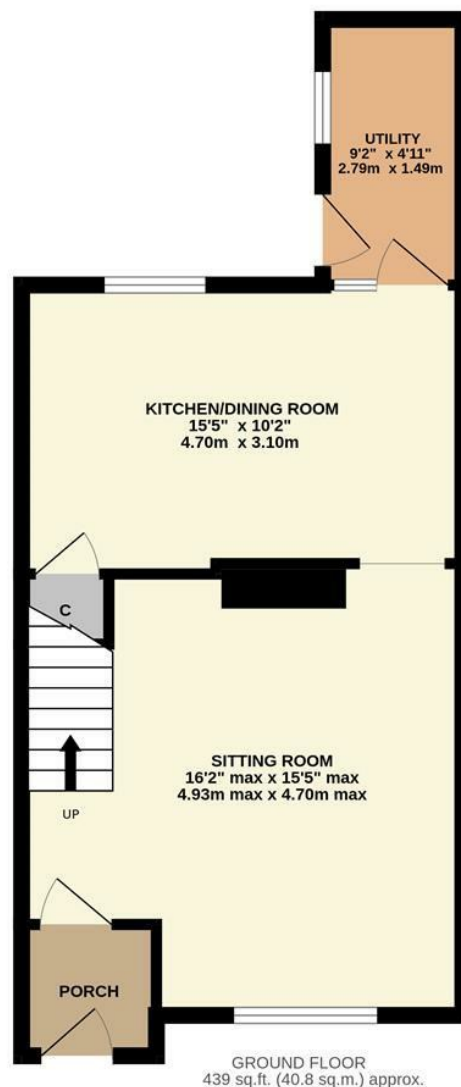 UTILITY
9'2" x 4'11"
2.79m x 1.49m
KITCHEN/DINING ROOM
15'5" x 10'2"
4.70m x 3.10m
C
SITTING ROOM
16'2" max x 15'5" max
4.93m max x 4.70m max
UP
PORCH
GROUND FLOOR
439 sq.ft. (40.8 sq.m.) approx.